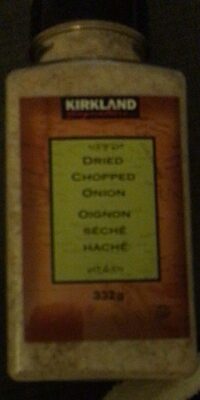 KIRKLAND
DRIED
CHOPPED
ONION
OIGNON
SÉCHÉ
HACHÉ
332g